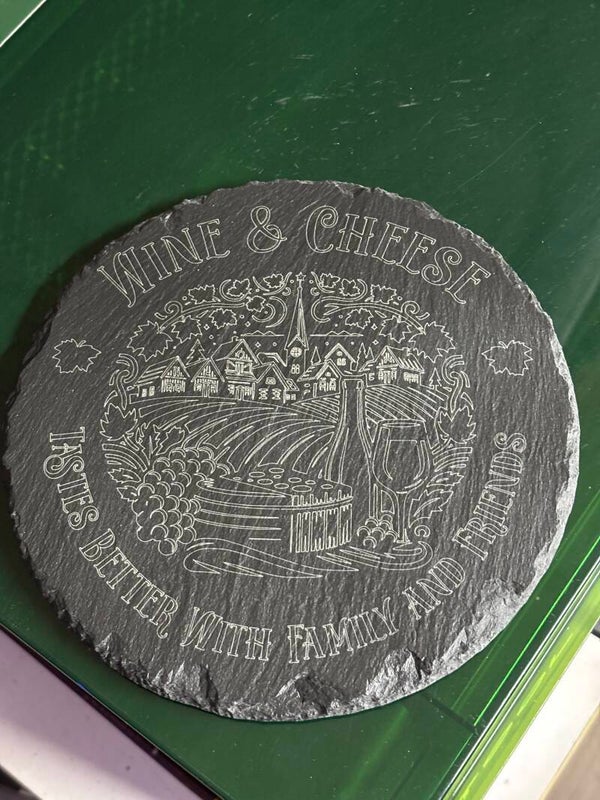 Wine & Cheese
Tastes Better With Family and Friends